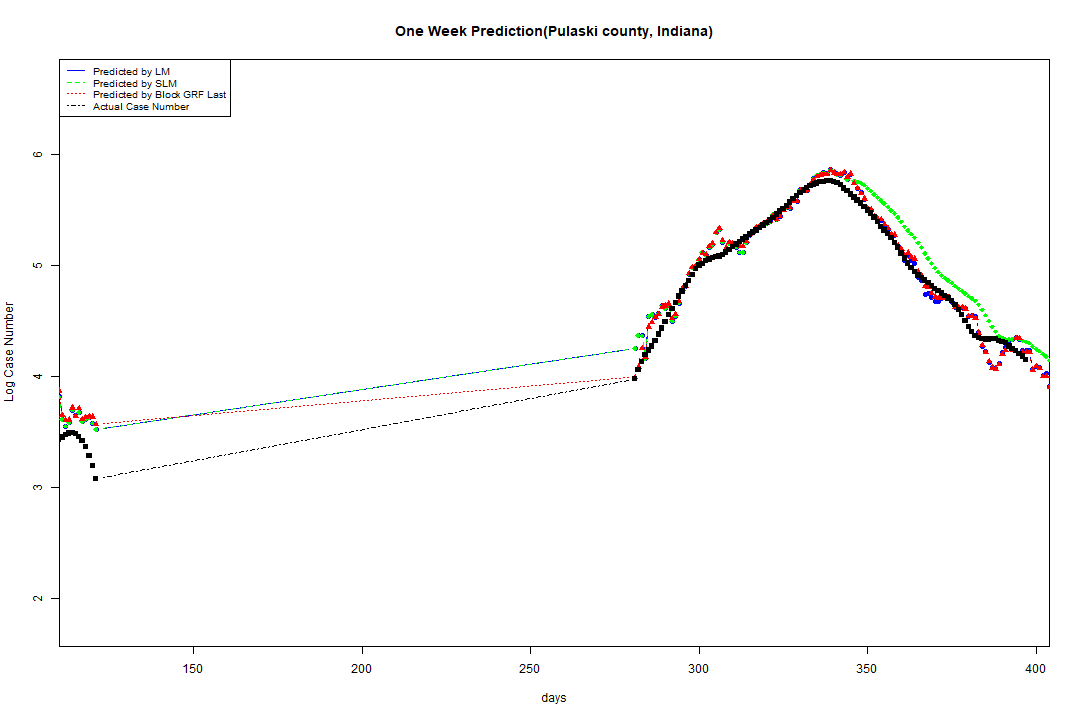 One Week Prediction(Pulaski county, Indiana)
Predicted by LM
Predicted by SLM
Predicted by Block GRF Last
Actual Case Number
6
5
4
3
2
Log Case Number
150 200 250 300 350 400
days